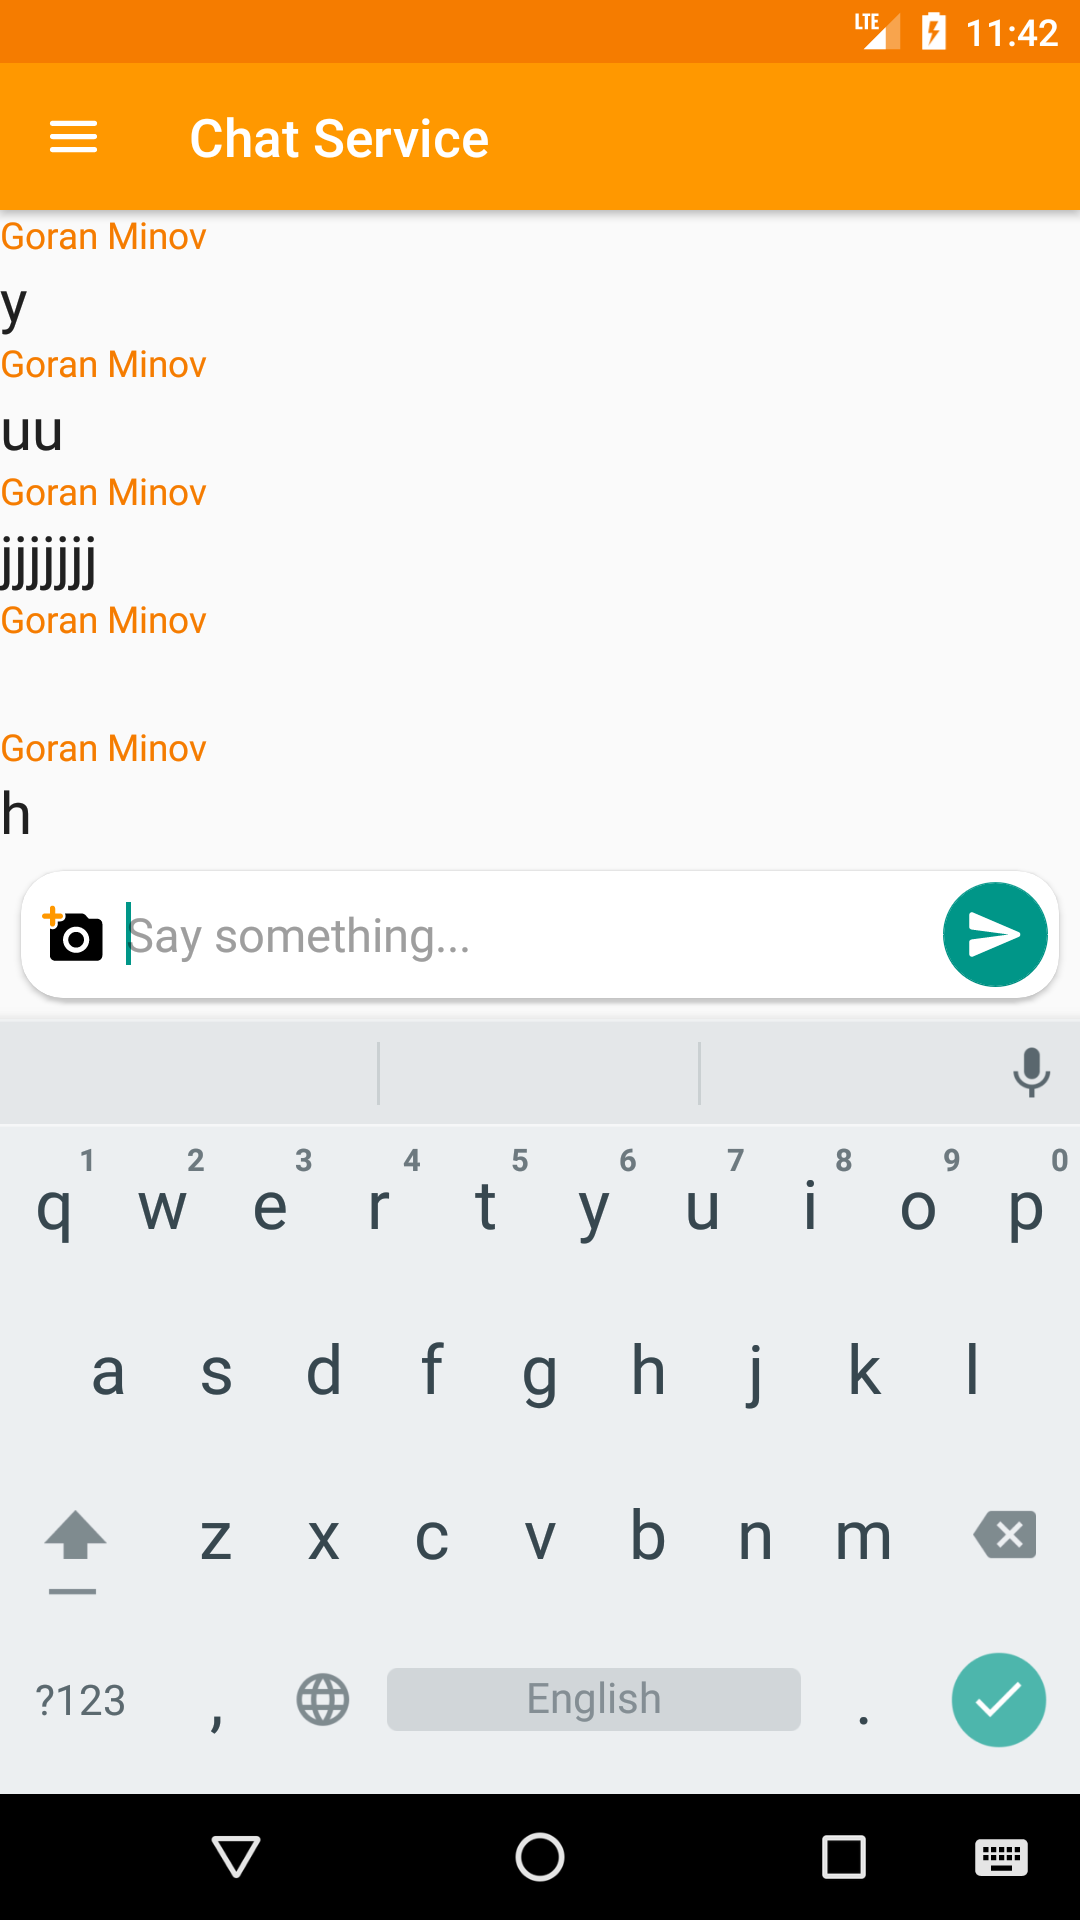 LTE 11:42
Chat Service
Goran Minov
y
Goran Minov
uu
Goran Minov
jjjjjjj
Goran Minov
Goran Minov
h
Say something...
1 2 3 4 5 6 7 8 9 0
q w e r t y u i o p
a s d f g h j k l
z x c v b n m
?123 , English .